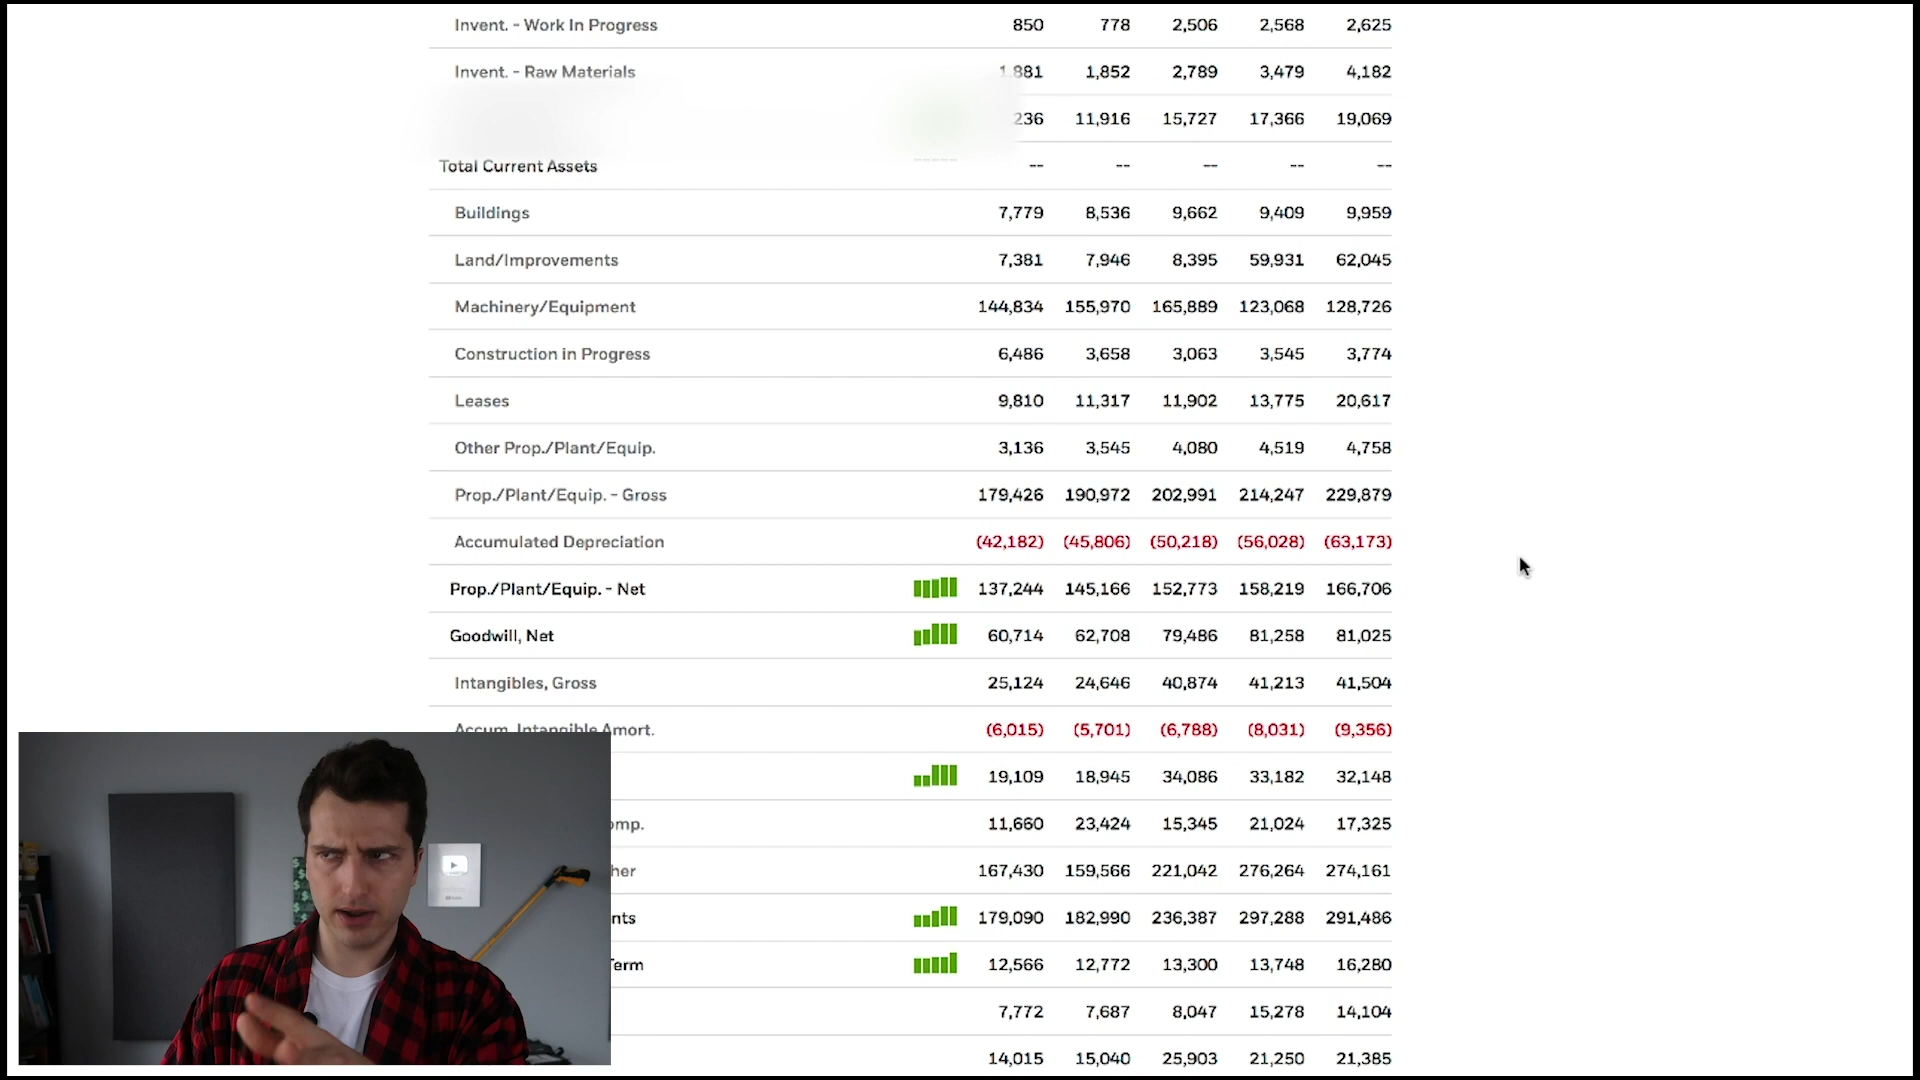 Invent. - Work In Progress 850 778 2,506 2,568 2,625
Invent. - Raw Materials 1,881 1,852 2,789 3,479 4,182
236 11,916 15,727 17,366 19,069
Total Current Assets -- -- -- -- --
Buildings 7,779 8,536 9,662 9,409 9,959
Land/Improvements 7,381 7,946 8,395 59,931 62,045
Machinery/Equipment 144,834 155,970 165,889 123,068 128,726
Construction in Progress 6,486 3,658 3,063 3,545 3,774
Leases 9,810 11,317 11,902 13,775 20,617
Other Prop./Plant/Equip. 3,136 3,545 4,080 4,519 4,758
Prop./Plant/Equip. - Gross 179,426 190,972 202,991 214,247 229,879
Accumulated Depreciation (42,182) (45,806) (50,218) (56,028) (63,173)
Prop./Plant/Equip. - Net 137,244 145,166 152,773 158,219 166,706
Goodwill, Net 60,714 62,708 79,486 81,258 81,025
Intangibles, Gross 25,124 24,646 40,874 41,213 41,504
Accum. Intangible Amort. (6,015) (5,701) (6,788) (8,031) (9,356)
19,109 18,945 34,086 33,182 32,148
omp. 11,660 23,424 15,345 21,024 17,325
her 167,430 159,566 221,042 276,264 274,161
nts 179,090 182,990 236,387 297,288 291,486
Term 12,566 12,772 13,300 13,748 16,280
7,772 7,687 8,047 15,278 14,104
14,015 15,040 25,903 21,250 21,385